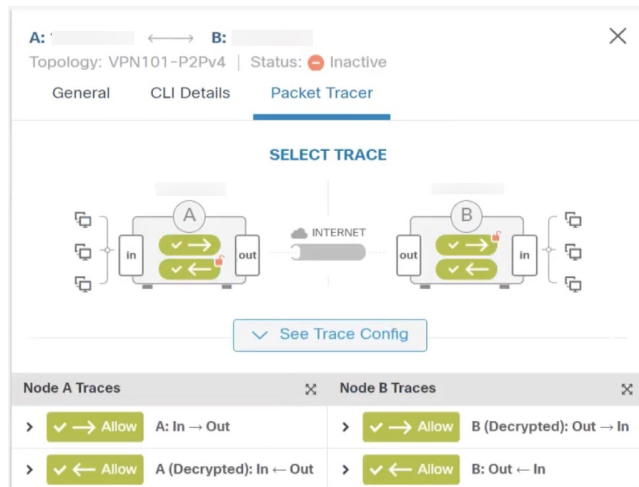 A: B:
Topology: VPN101-P2Pv4 | Status: Inactive
General CLI Details Packet Tracer
SELECT TRACE
A B
INTERNET
in out out in
See Trace Config
Node A Traces Node B Traces
Allow A: In → Out Allow B (Decrypted): Out → In
Allow A (Decrypted): In ← Out Allow B: Out ← In